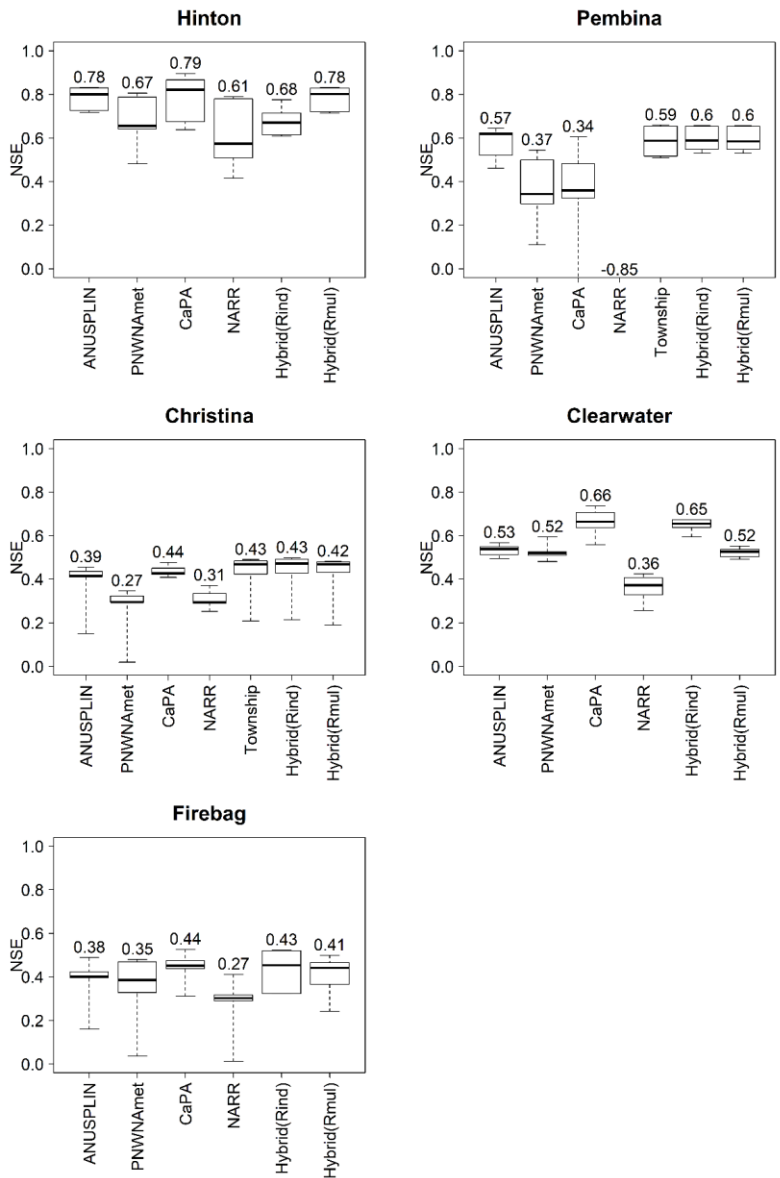 Hinton
NSE
1.0
0.8
0.6
0.4
0.2
0.0
0.78
0.67
0.79
0.61
0.68
0.78
ANUSPLIN
PNWNAmet
CaPA
NARR
Hybrid(Rind)
Hybrid(Rmul)
Pembina
NSE
1.0
0.8
0.6
0.4
0.2
0.0
0.57
0.37
0.34
-0.85
0.59
0.6
0.6
ANUSPLIN
PNWNAmet
CaPA
NARR
Township
Hybrid(Rind)
Hybrid(Rmul)
Christina
NSE
1.0
0.8
0.6
0.4
0.2
0.0
0.39
0.27
0.44
0.31
0.43
0.43
0.42
ANUSPLIN
PNWNAmet
CaPA
NARR
Township
Hybrid(Rind)
Hybrid(Rmul)
Clearwater
NSE
1.0
0.8
0.6
0.4
0.2
0.0
0.53
0.52
0.66
0.36
0.65
0.52
ANUSPLIN
PNWNAmet
CaPA
NARR
Hybrid(Rind)
Hybrid(Rmul)
Firebag
NSE
1.0
0.8
0.6
0.4
0.2
0.0
0.38
0.35
0.44
0.27
0.43
0.41
ANUSPLIN
PNWNAmet
CaPA
NARR
Hybrid(Rind)
Hybrid(Rmul)